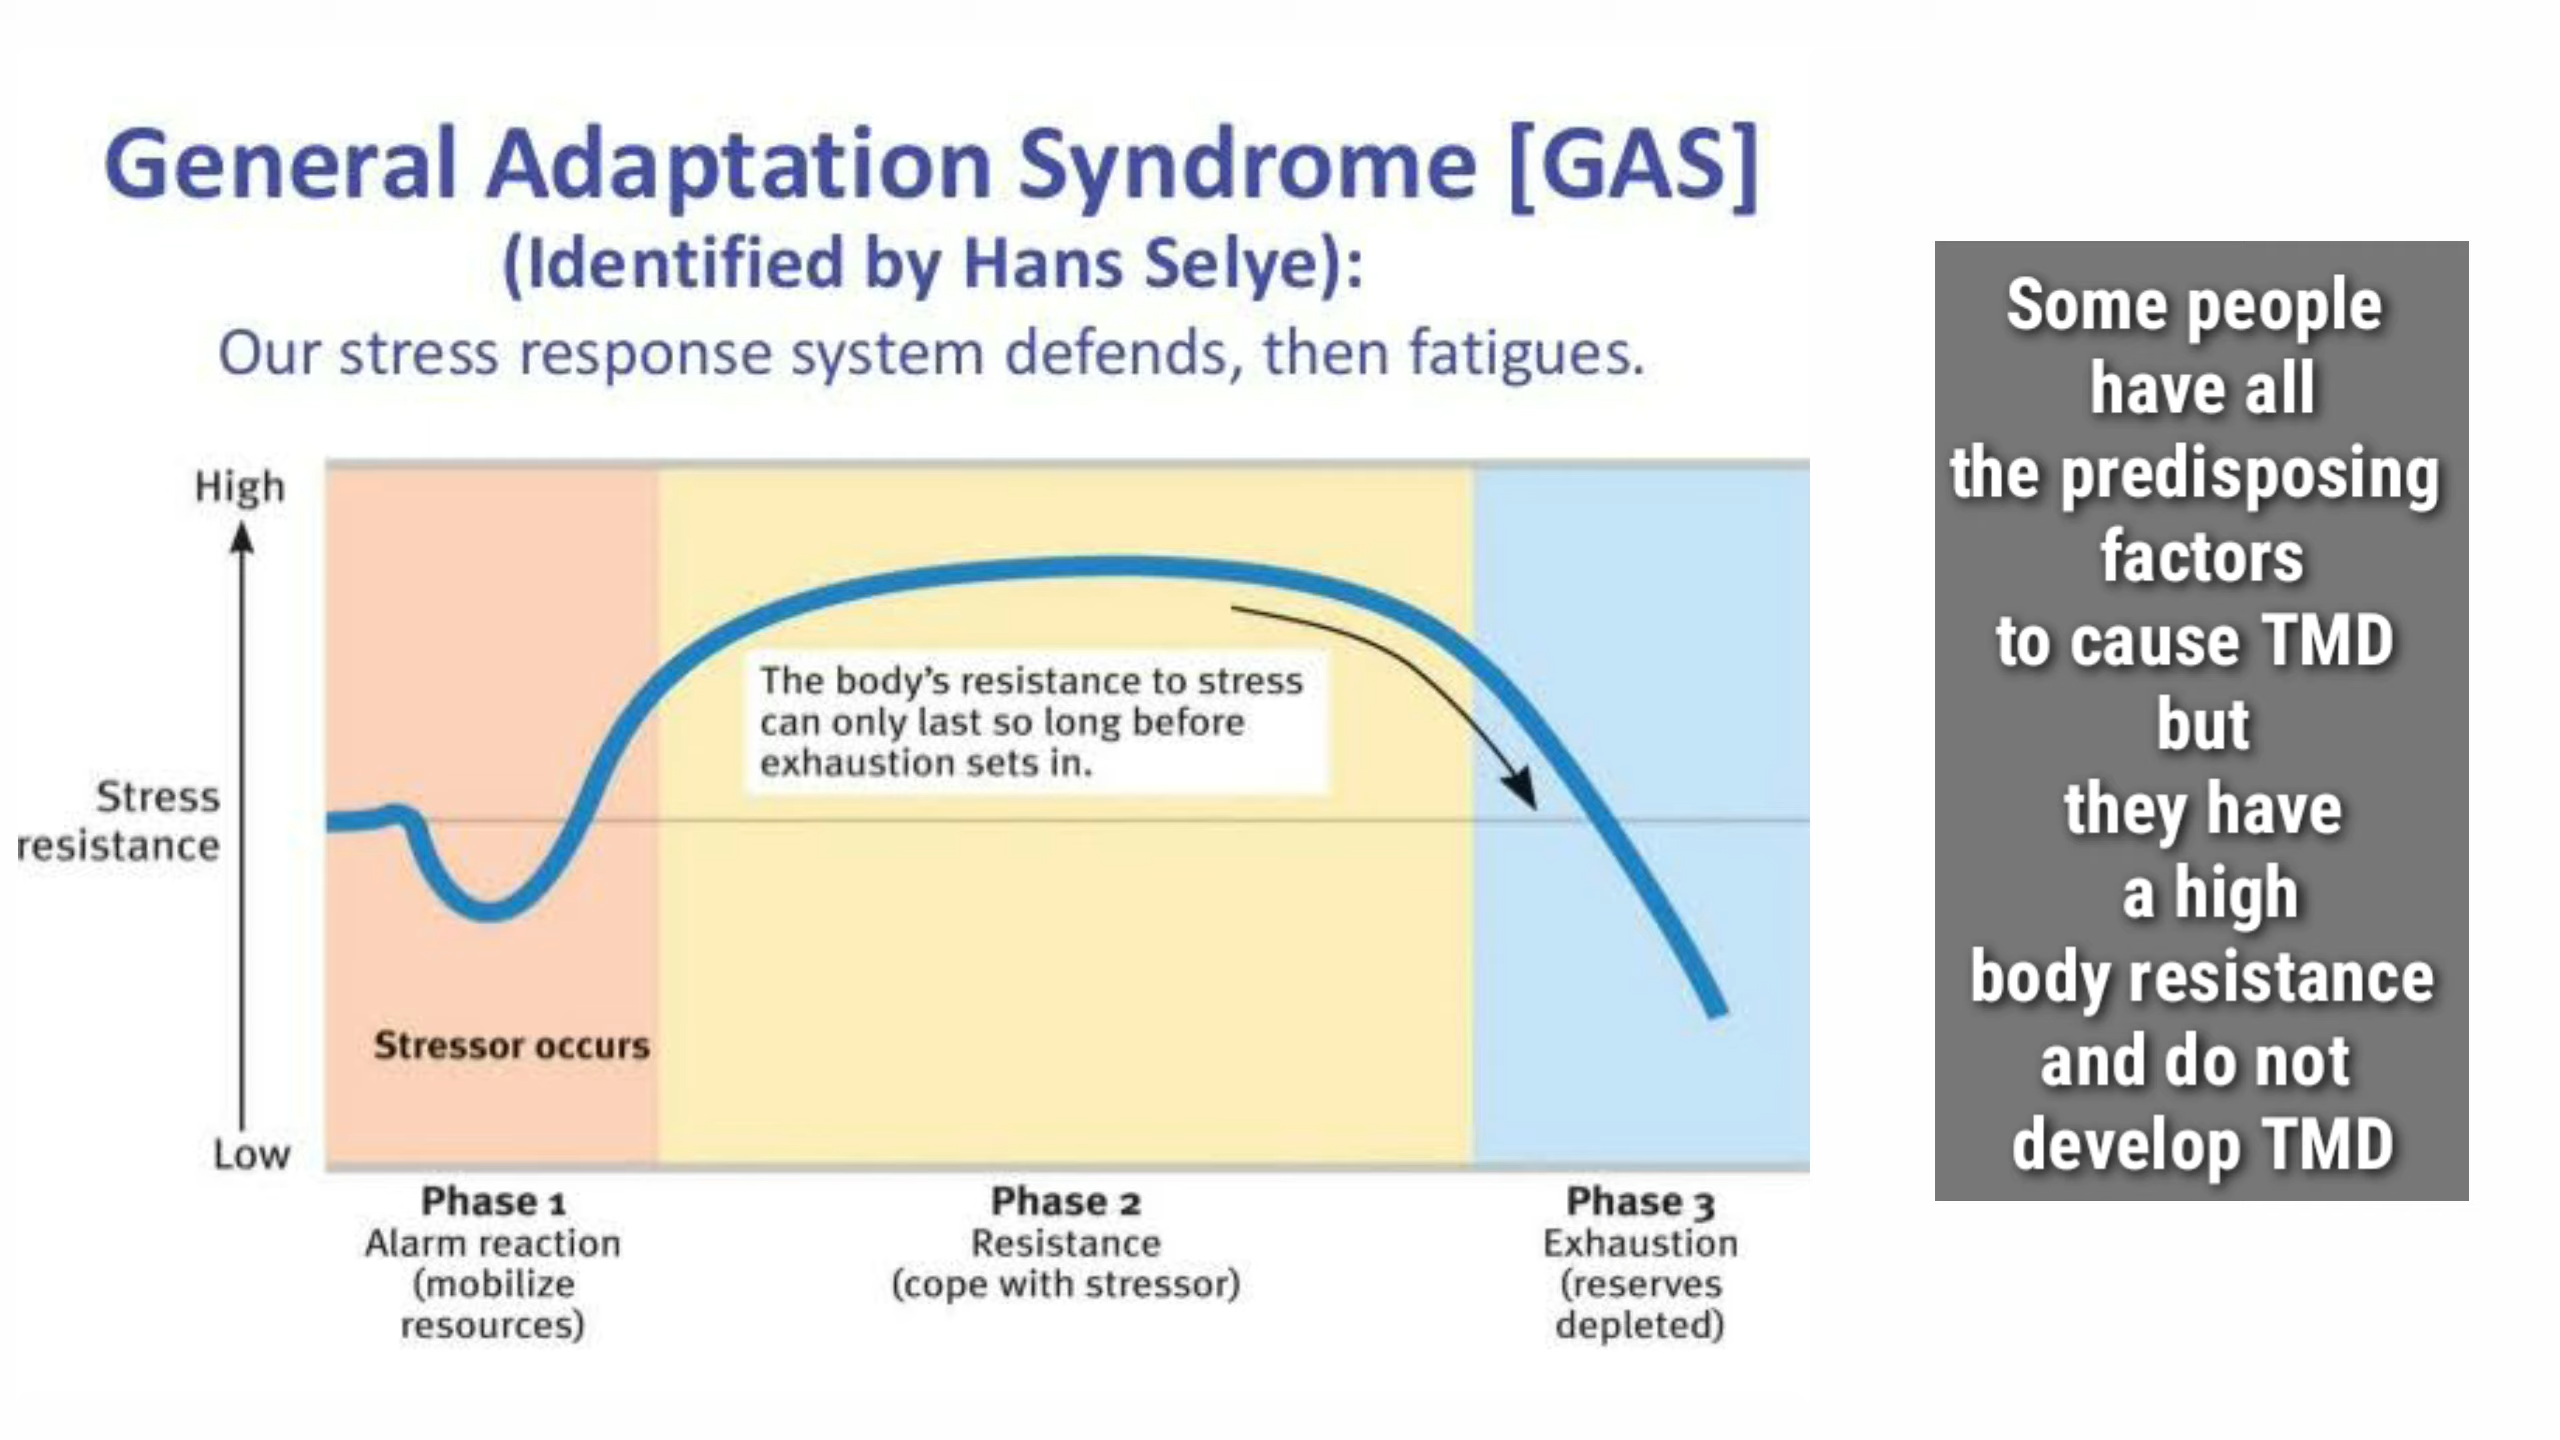 General Adaptation Syndrome [GAS]
(Identified by Hans Selye):
Our stress response system defends, then fatigues.
High
Stress
resistance
Low
The body's resistance to stress
can only last so long before
exhaustion sets in.
Stressor occurs
Phase 1
Alarm reaction
(mobilize
resources)
Phase 2
Resistance
(cope with stressor)
Phase 3
Exhaustion
(reserves
depleted)
Some people
have all
the predisposing
factors
to cause TMD
but
they have
a high
body resistance
and do not
develop TMD